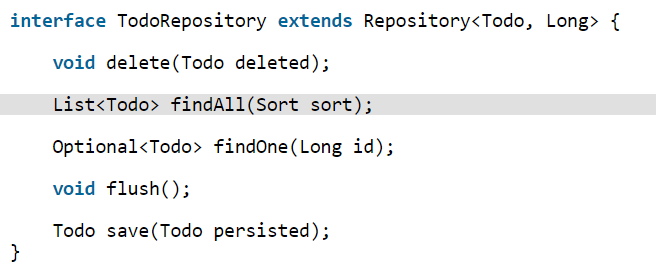 interface TodoRepository extends Repository<Todo, Long> {
void delete(Todo deleted);
List<Todo> findAll(Sort sort);
Optional<Todo> findOne(Long id);
void flush();
Todo save(Todo persisted);
}